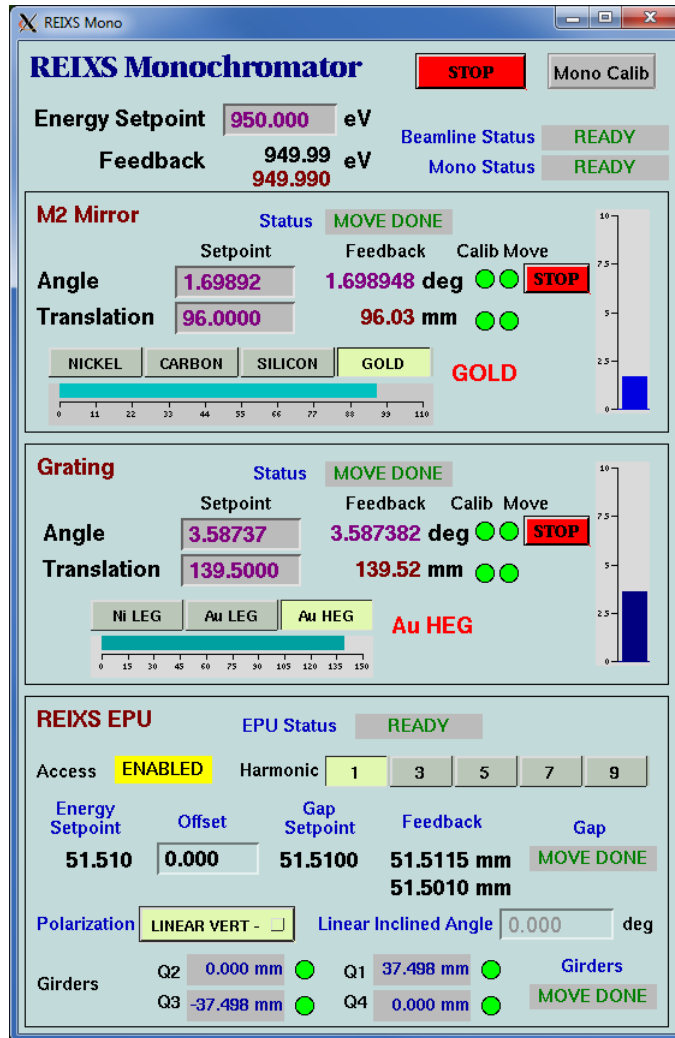 REIXS Mono
REIXS Monochromator STOP Mono Calib
Energy Setpoint 950.000 eV
Beamline Status READY
Feedback 949.99 eV
949.990
Mono Status READY
M2 Mirror Status MOVE DONE
Setpoint Feedback Calib Move
Angle 1.69892 1.698948 deg STOP
Translation 96.0000 96.03 mm
NICKEL CARBON SILICON GOLD GOLD
0 11 22 33 44 55 66 77 88 99 110
10
7.5
5
2.5
0
Grating Status MOVE DONE
Setpoint Feedback Calib Move
Angle 3.58737 3.587382 deg STOP
Translation 139.5000 139.52 mm
Ni LEG Au LEG Au HEG Au HEG
0 15 30 45 60 75 90 105 120 135 150
10
7.5
5
2.5
0
REIXS EPU EPU Status READY
Access ENABLED Harmonic 1 3 5 7 9
Energy Setpoint Offset Gap Setpoint Feedback Gap
51.510 0.000 51.5100 51.5115 mm MOVE DONE
51.5010 mm
Polarization LINEAR VERT - Linear Inclined Angle 0.000 deg
Girders Q2 0.000 mm Q1 37.498 mm Girders
Q3 -37.498 mm Q4 0.000 mm MOVE DONE